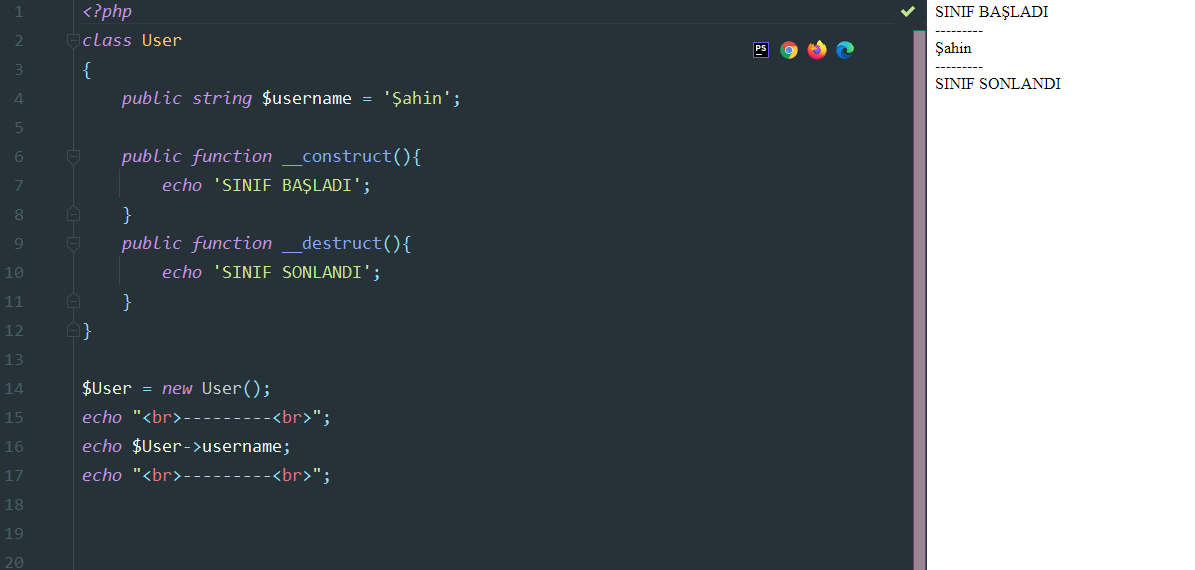 1 <?php
2 class User
3 {
4 public string $username = 'Şahin';
5
6 public function __construct(){
7 echo 'SINIF BAŞLADI';
8 }
9 public function __destruct(){
10 echo 'SINIF SONLANDI';
11 }
12 }
13
14 $User = new User();
15 echo "<br>---------<br>";
16 echo $User->username;
17 echo "<br>---------<br>";
18
19
20
PS
SINIF BAŞLADI
---------
Şahin
---------
SINIF SONLANDI